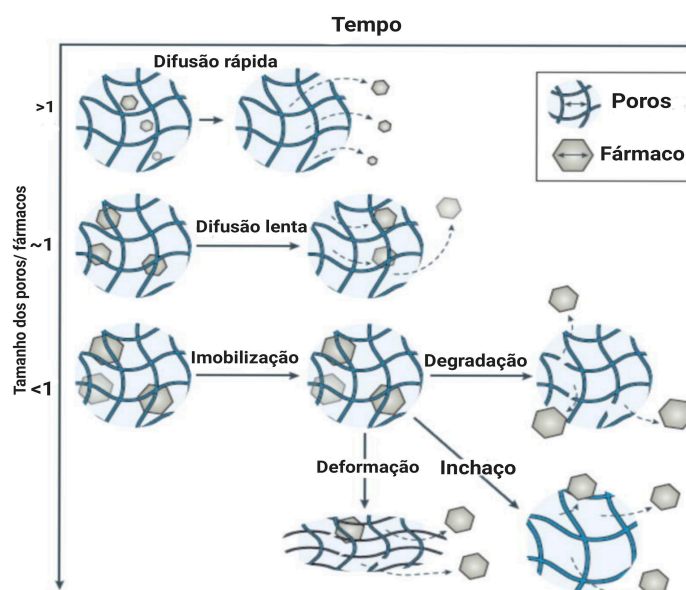 Tempo
Difusão rápida
>1
Poros
Fármaco
Difusão lenta
~1
Tamanho dos poros/ fármacos
Imobilização
Degradação
<1
Deformação
Inchaço